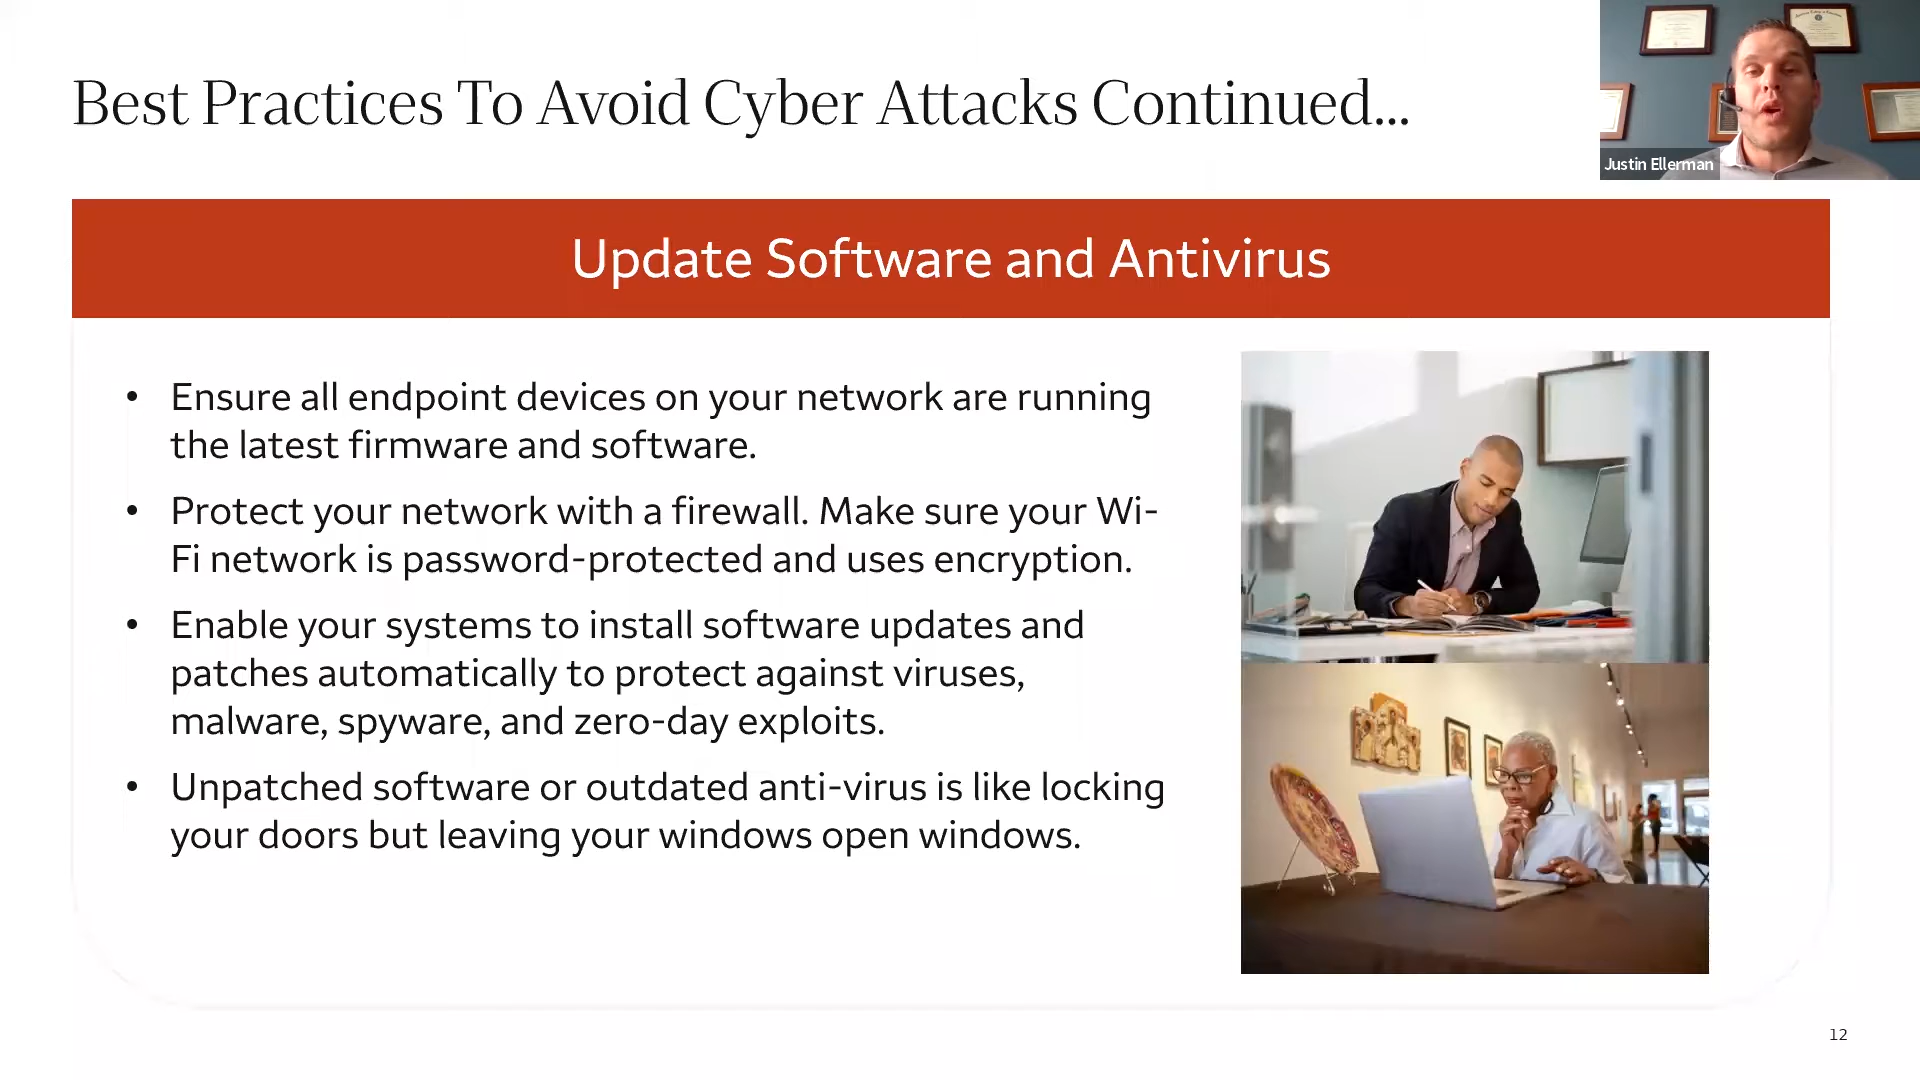 Best Practices To Avoid Cyber Attacks Continued...
Justin Ellerman
Update Software and Antivirus
• Ensure all endpoint devices on your network are running
the latest firmware and software.
• Protect your network with a firewall. Make sure your Wi-
Fi network is password-protected and uses encryption.
• Enable your systems to install software updates and
patches automatically to protect against viruses,
malware, spyware, and zero-day exploits.
• Unpatched software or outdated anti-virus is like locking
your doors but leaving your windows open windows.
12